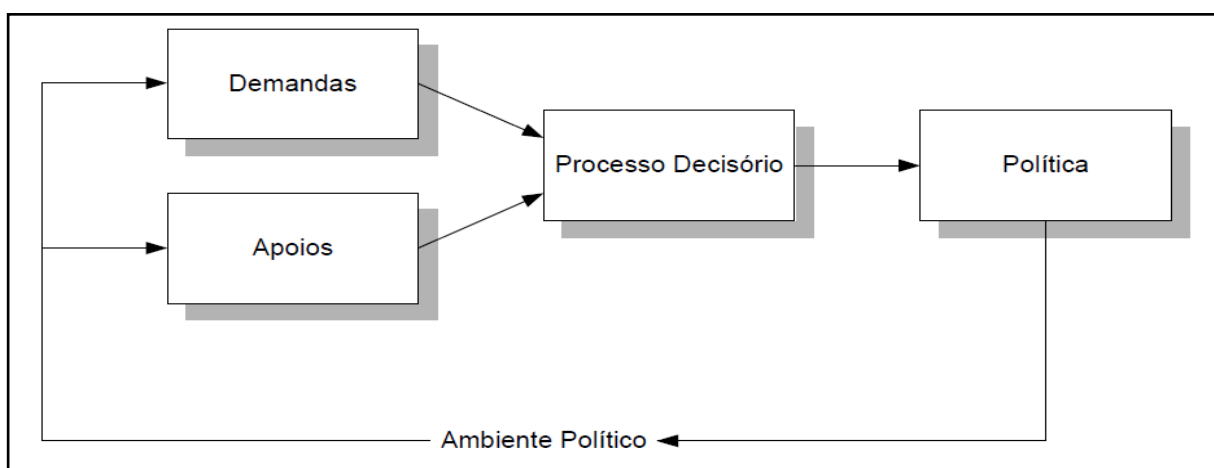 Demandas
Processo Decisório
Política
Apoios
Ambiente Político